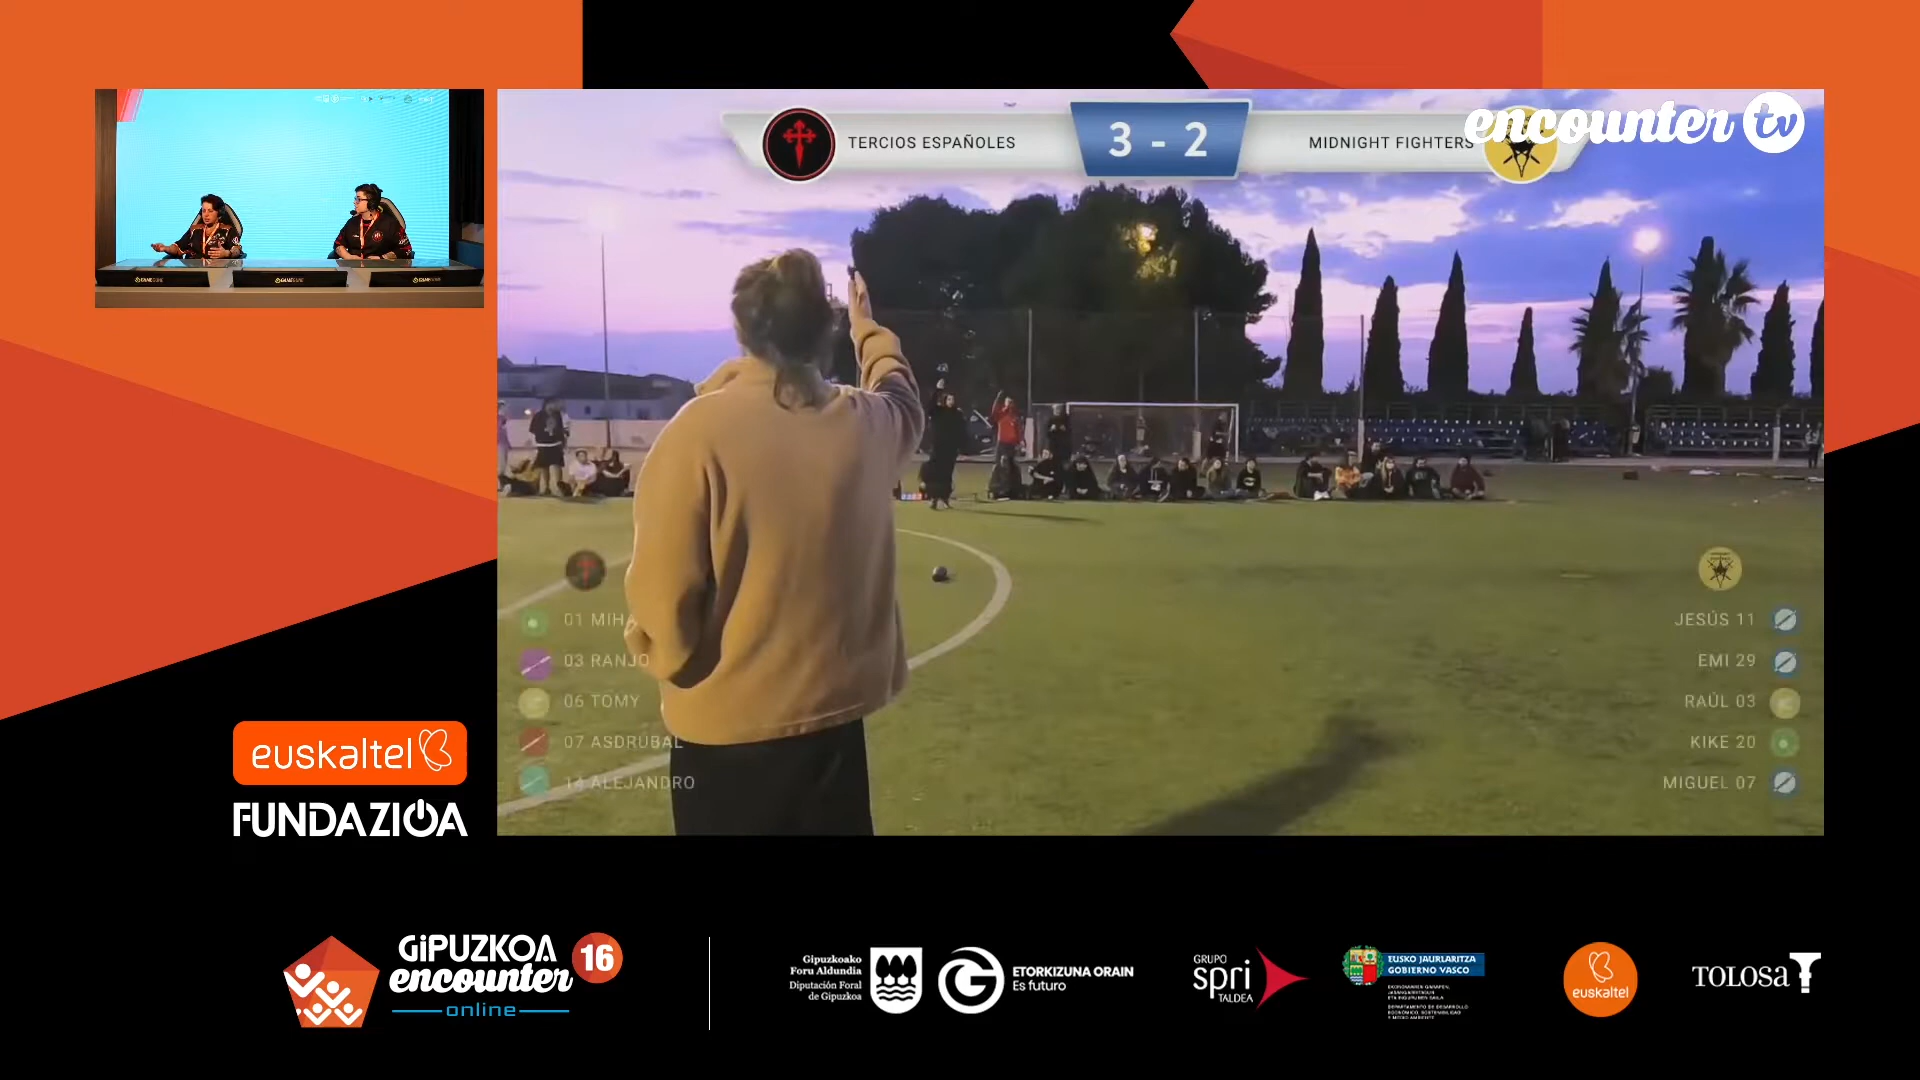 TERCIOS ESPAÑOLES
3 - 2
MIDNIGHT FIGHTERS
encounter tv
01 MIHA
03 RANJO
06 TOMY
07 ASDRÚBAL
14 ALEJANDRO
JESÚS 11
EMI 29
RAÚL 03
KIKE 20
MIGUEL 07
euskaltel
FUNDAZIOA
GiPUZKOA
encounter
16
online
Gipuzkoako
Foru Aldundia
Diputación Foral
de Gipuzkoa
ETORKIZUNA ORAIN
Es futuro
GRUPO
spri
TALDEA
EUSKO JAURLARITZA
GOBIERNO VASCO
euskaltel
TOLOSA